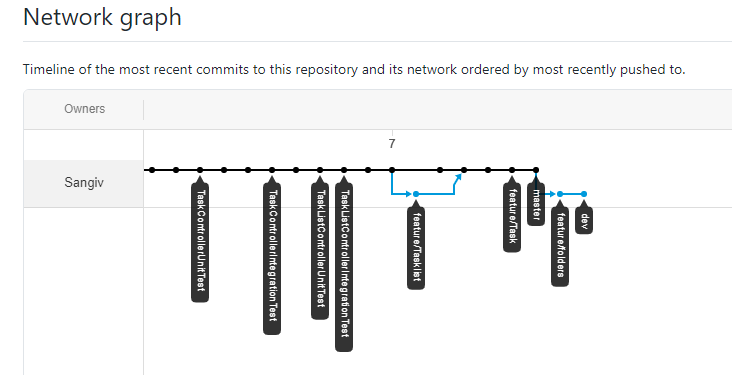 Network graph
Timeline of the most recent commits to this repository and its network ordered by most recently pushed to.
Owners
7
Sangiv
TaskControllerUnitTest
TaskControllerIntegrationTest
TaskListControllerUnitTest
TaskListControllerIntegrationTest
feature/Tasklist
feature/Task
master
feature/folders
dev